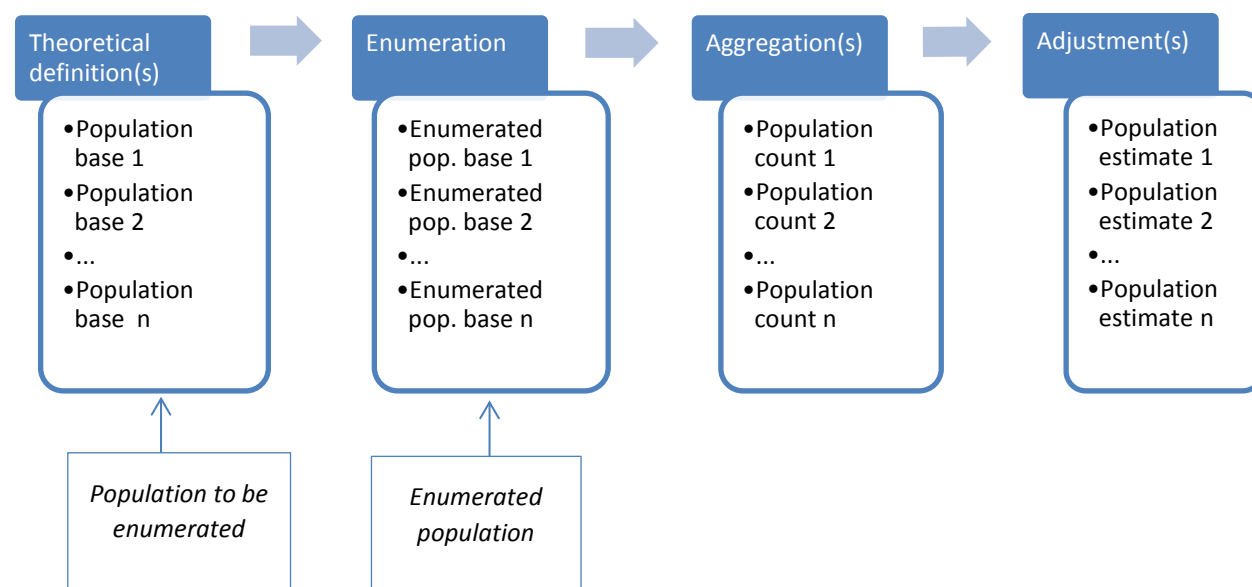 Theoretical
definition(s)
•Population
base 1
•Population
base 2
•...
•Population
base  n
Enumeration
•Enumerated
pop. base 1
•Enumerated
pop. base 2
•...
•Enumerated
pop. base n
Aggregation(s)
•Population
count 1
•Population
count 2
•...
•Population
count n
Adjustment(s)
•Population
estimate 1
•Population
estimate 2
•...
•Population
estimate n
Population to be
enumerated
Enumerated
population